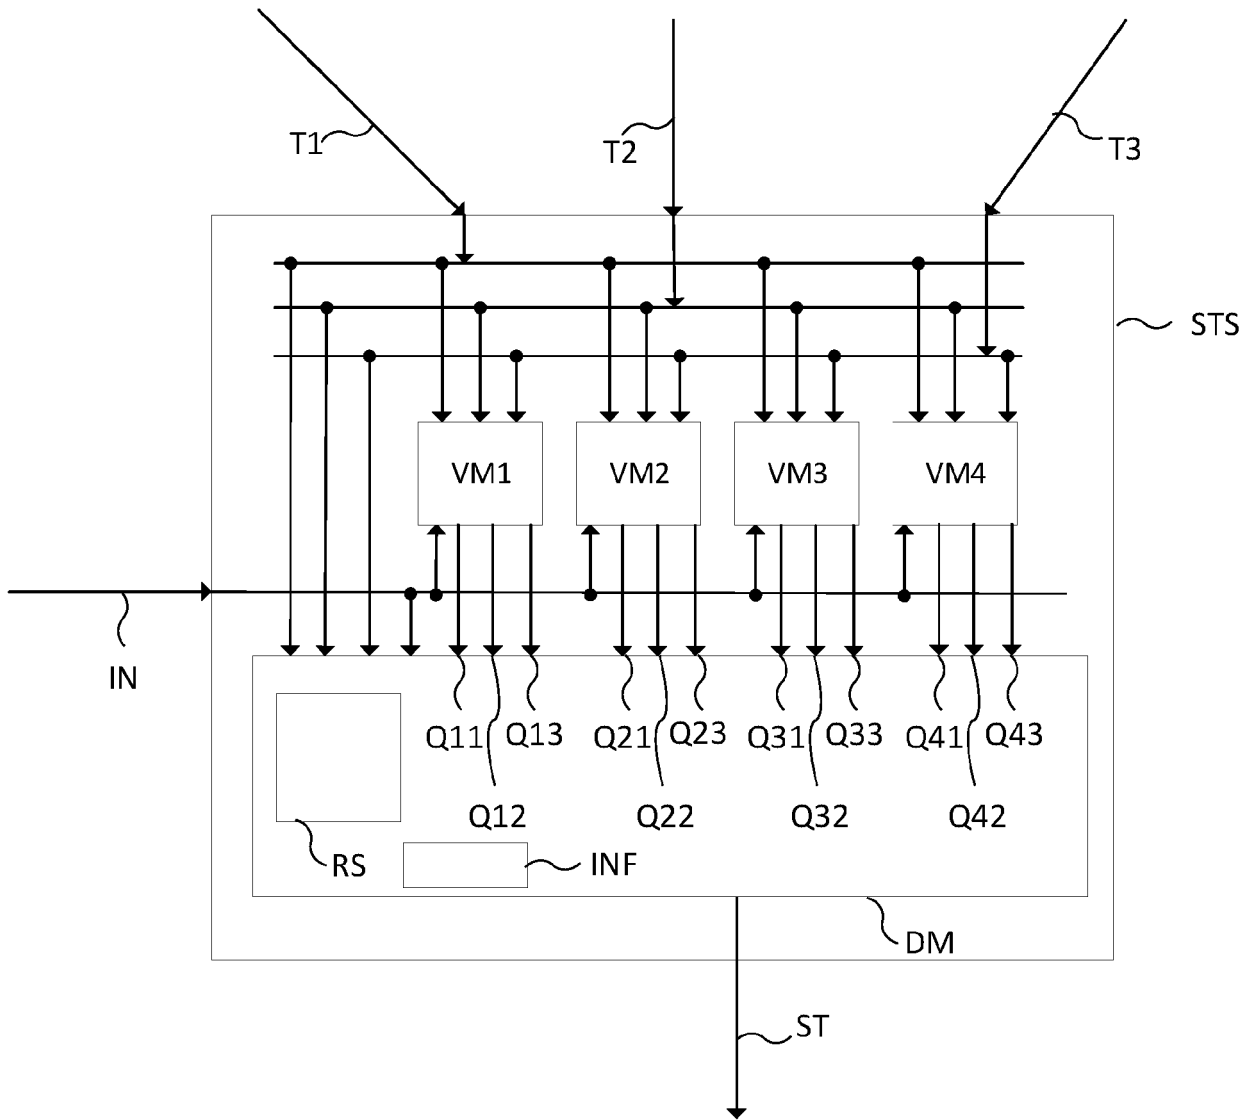 T1
T2
T3
STS
VM1 VM2 VM3 VM4
IN
Q11 Q13 Q21 Q23 Q31 Q33 Q41 Q43
Q12 Q22 Q32 Q42
RS
INF
DM
ST